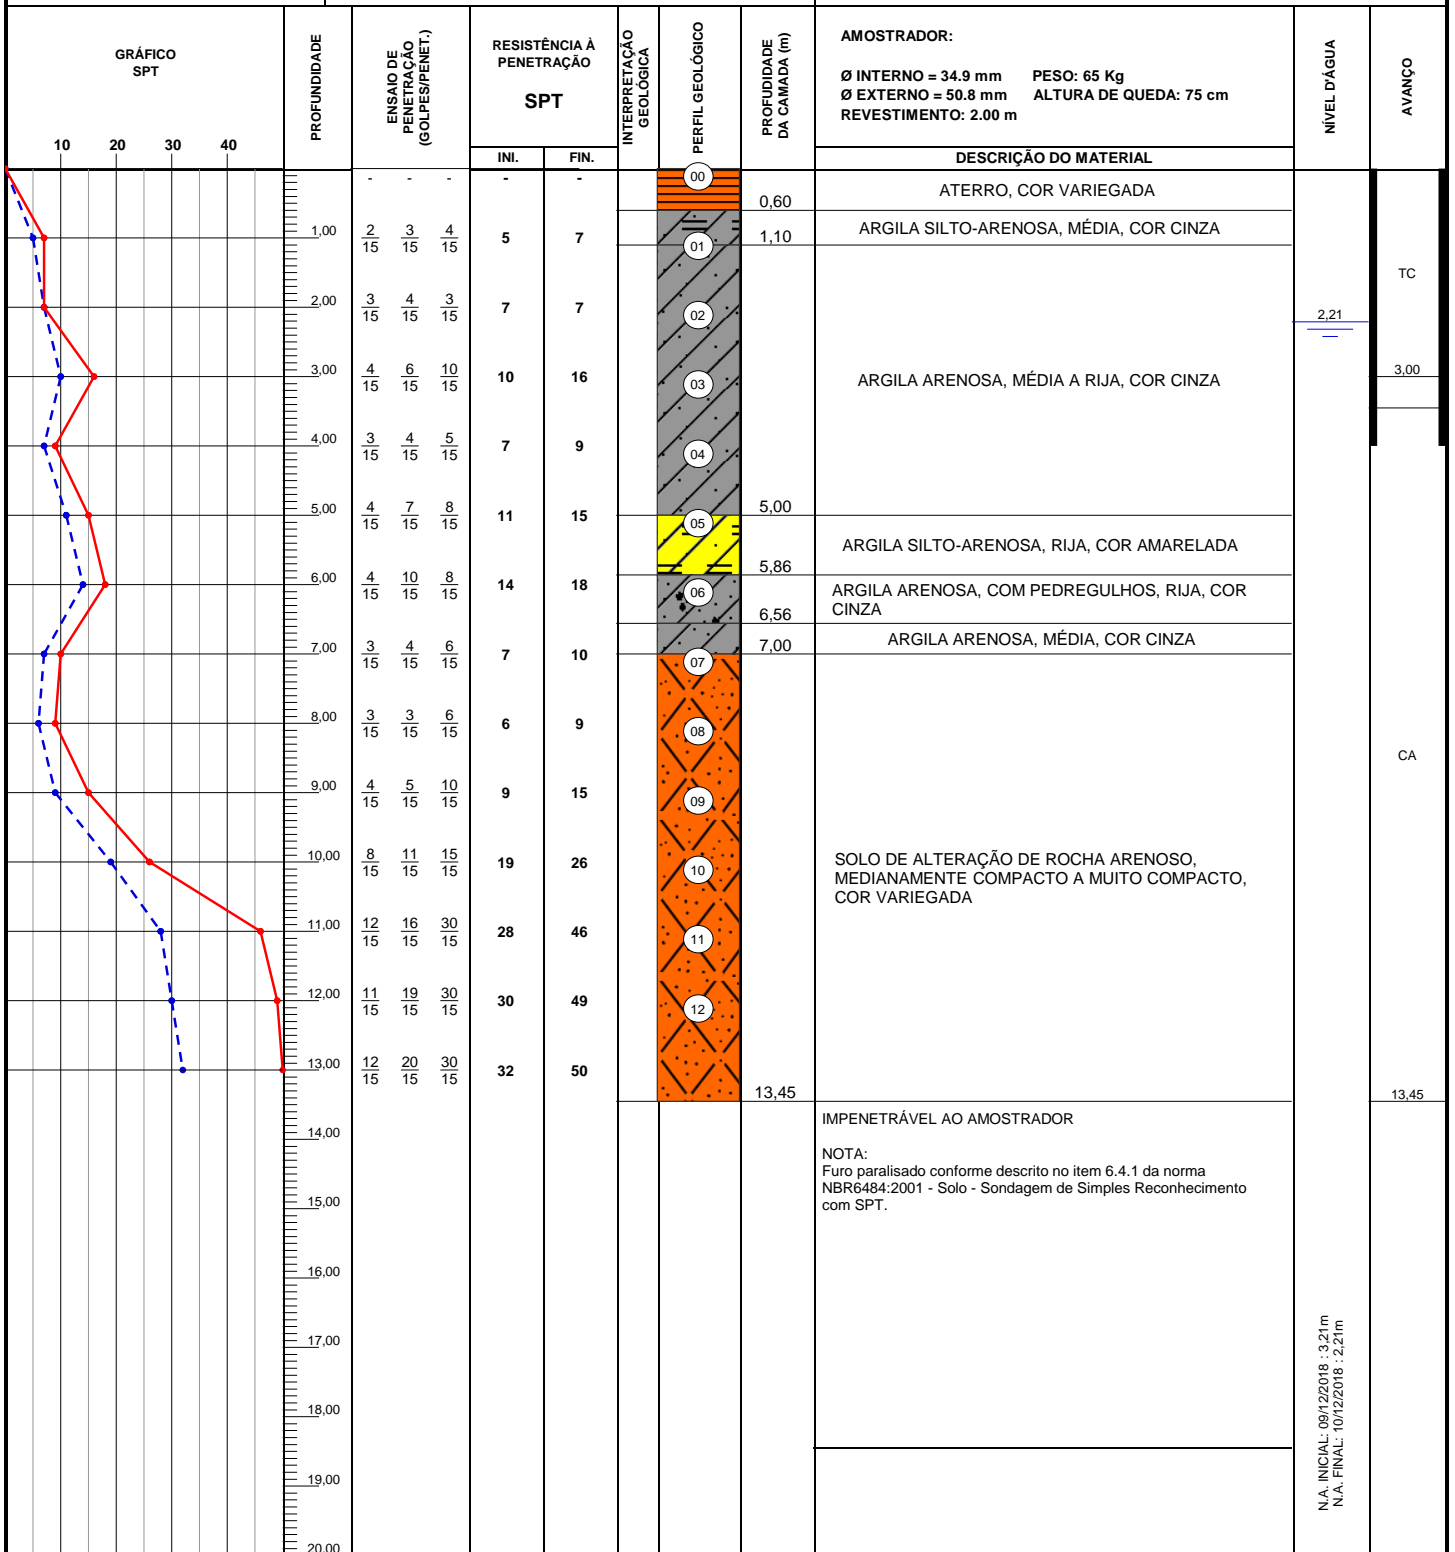 GRÁFICO
SPT
10 20 30 40
PROFUNDIDADE
ENSAIO DE
PENETRAÇÃO
(GOLPES/PENET.)
RESISTÊNCIA À
PENETRAÇÃO
SPT
INI. FIN.
INTERPRETAÇÃO
GEOLÓGICA
PERFIL GEOLÓGICO
PROFUDIDADE
DA CAMADA (m)
AMOSTRADOR:
Ø INTERNO = 34.9 mm PESO: 65 Kg
Ø EXTERNO = 50.8 mm ALTURA DE QUEDA: 75 cm
REVESTIMENTO: 2.00 m
DESCRIÇÃO DO MATERIAL
NÍVEL D'ÁGUA
AVANÇO
- - - - - 00
0,60 ATERRO, COR VARIEGADA
1,00 2/15 3/15 4/15 5 7 01
1,10 ARGILA SILTO-ARENOSA, MÉDIA, COR CINZA
TC
2,00 3/15 4/15 3/15 7 7 02
2,21
3,00 4/15 6/15 10/15 10 16 03
ARGILA ARENOSA, MÉDIA A RIJA, COR CINZA
3,00
4,00 3/15 4/15 5/15 7 9 04
5,00 4/15 7/15 8/15 11 15 05
5,00
ARGILA SILTO-ARENOSA, RIJA, COR AMARELADA
5,86
6,00 4/15 10/15 8/15 14 18 06
ARGILA ARENOSA, COM PEDREGULHOS, RIJA, COR
CINZA
6,56
7,00 3/15 4/15 6/15 7 10 07
7,00 ARGILA ARENOSA, MÉDIA, COR CINZA
8,00 3/15 3/15 6/15 6 9 08
CA
9,00 4/15 5/15 10/15 9 15 09
10,00 8/15 11/15 15/15 19 26 10
SOLO DE ALTERAÇÃO DE ROCHA ARENOSO,
MEDIANAMENTE COMPACTO A MUITO COMPACTO,
COR VARIEGADA
11,00 12/15 16/15 30/15 28 46 11
12,00 11/15 19/15 30/15 30 49 12
13,00 12/15 20/15 30/15 32 50
13,45
13,45
IMPENETRÁVEL AO AMOSTRADOR
NOTA:
Furo paralisado conforme descrito no item 6.4.1 da norma
NBR6484:2001 - Solo - Sondagem de Simples Reconhecimento
com SPT.
14,00
15,00
16,00
17,00
18,00
19,00
20,00
N.A. INICIAL: 09/12/2018 : 3,21m
N.A. FINAL: 10/12/2018 : 2,21m